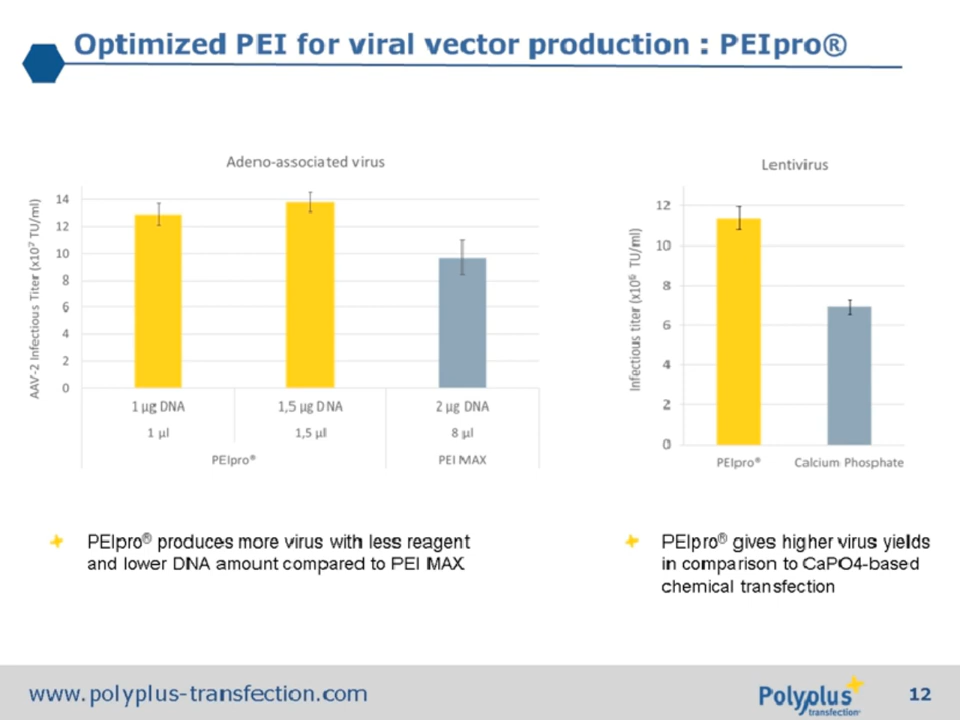 Optimized PEI for viral vector production : PEIpro®
Adeno-associated virus
AAV-2 Infectious Titer (x10⁷ TU/ml)
14
12
10
8
6
4
2
0
1 µg DNA 1,5 µg DNA 2 µg DNA
1 µl 1,5 µl 8 µl
PEIpro® PEI MAX
Lentivirus
Infectious titer (x10⁶ TU/ml)
12
10
8
6
4
2
0
PEIpro® Calcium Phosphate
PEIpro® produces more virus with less reagent
and lower DNA amount compared to PEI MAX
PEIpro® gives higher virus yields
in comparison to CaPO4-based
chemical transfection
www.polyplus-transfection.com
Polyplus
transfection
12